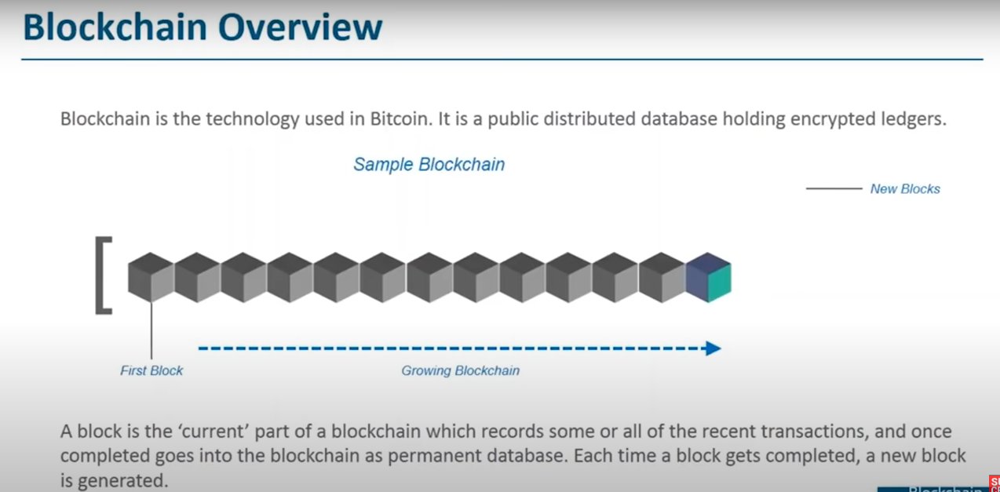 Blockchain Overview
Blockchain is the technology used in Bitcoin. It is a public distributed database holding encrypted ledgers.
Sample Blockchain
New Blocks
First Block
Growing Blockchain
A block is the ‘current’ part of a blockchain which records some or all of the recent transactions, and once
completed goes into the blockchain as permanent database. Each time a block gets completed, a new block
is generated.
Blockchain